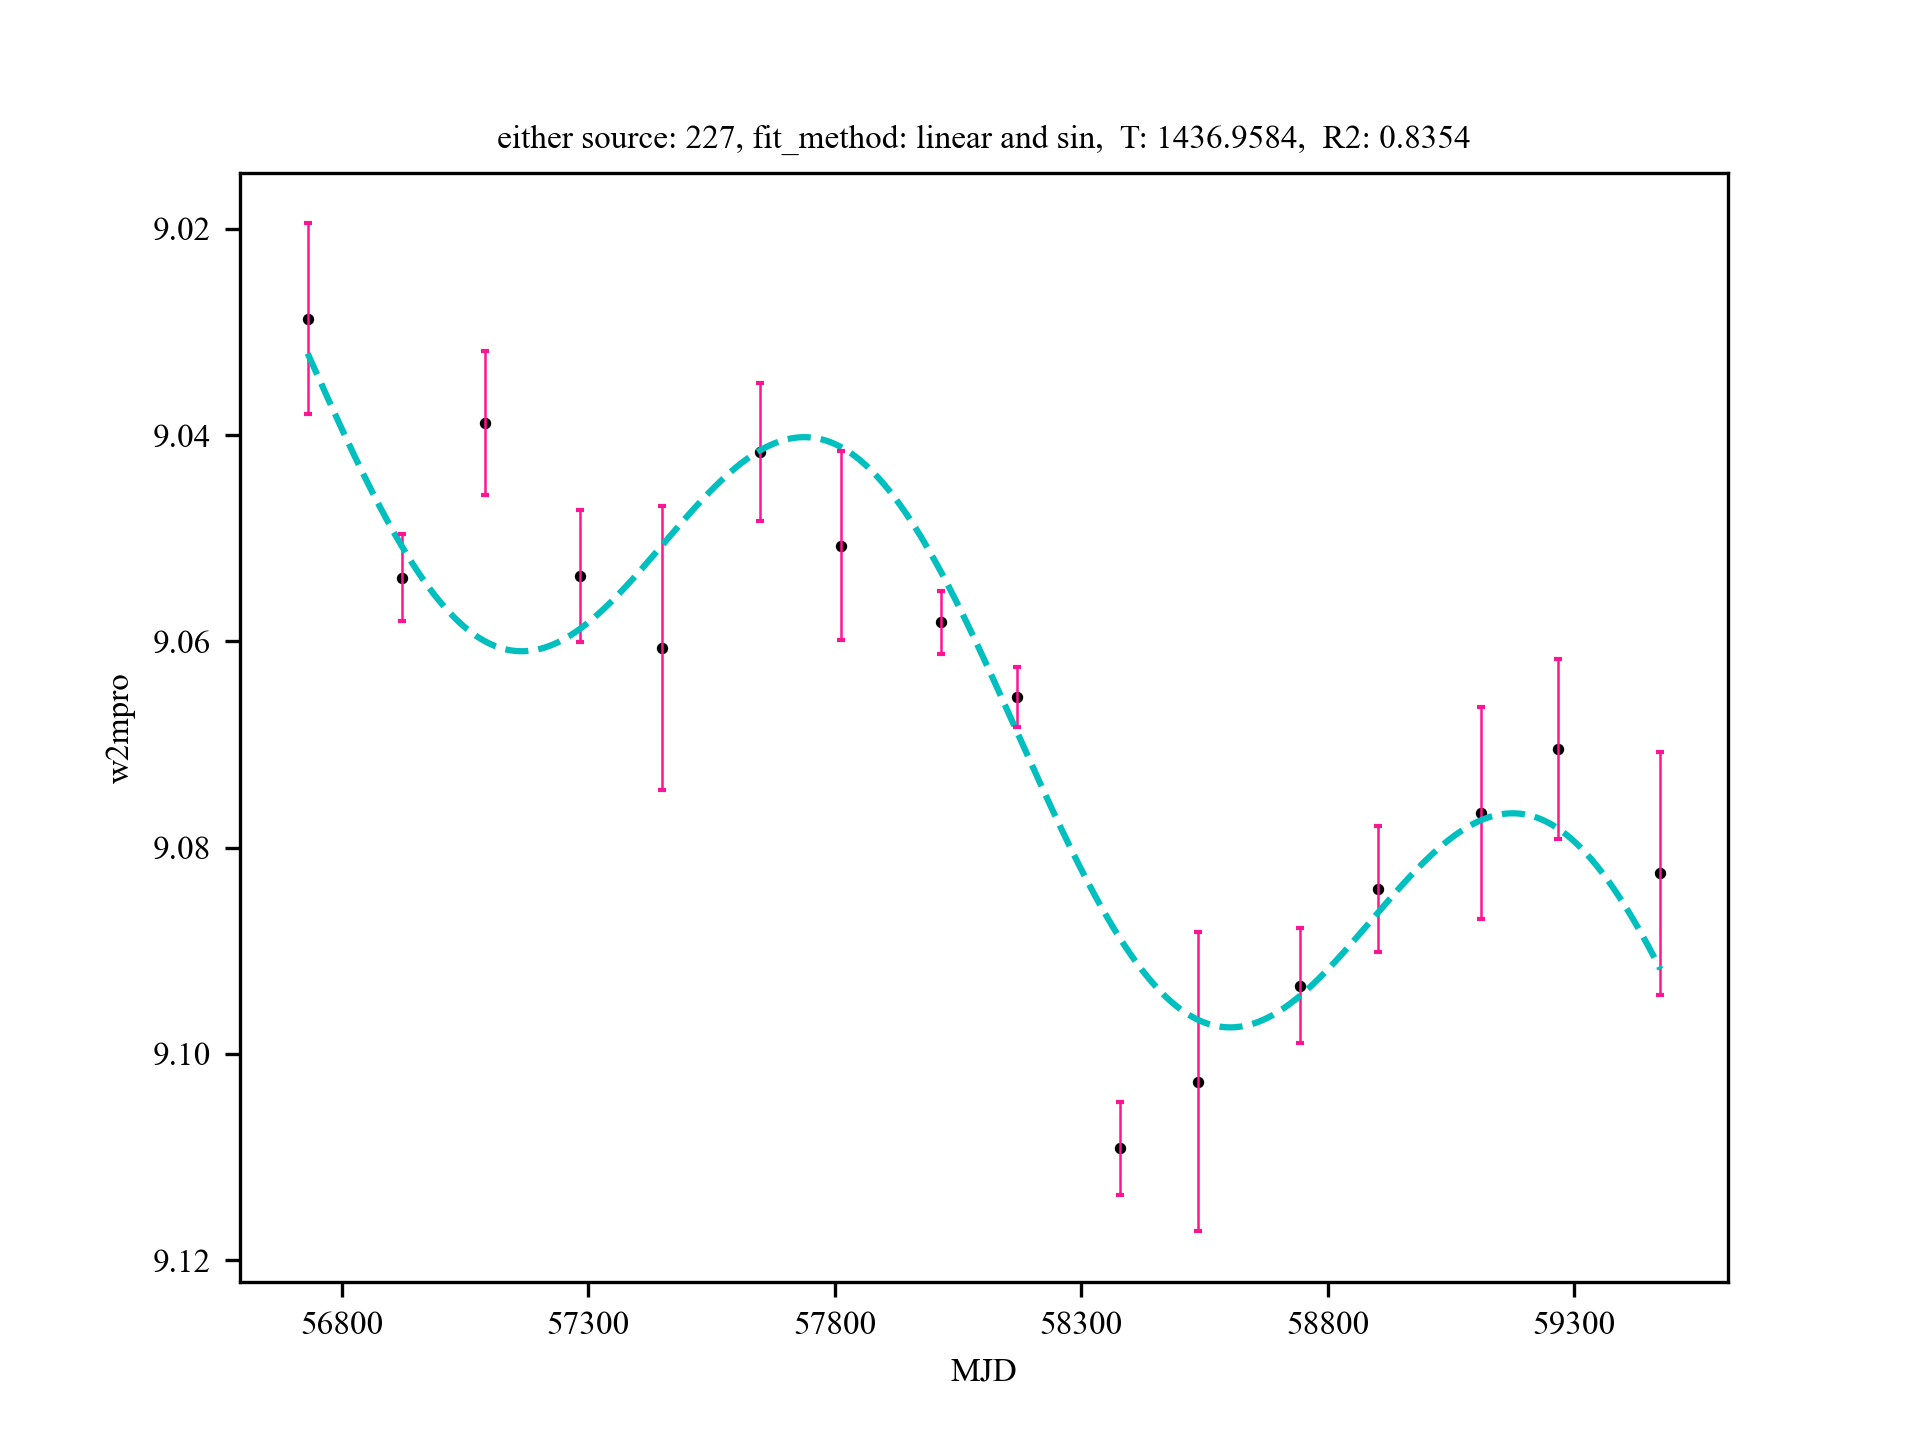 either source: 227, fit_method: linear and sin,  T: 1436.9584,  R2: 0.8354
9.02
9.04
9.06
9.08
9.10
9.12
w2mpro
56800 57300 57800 58300 58800 59300
MJD